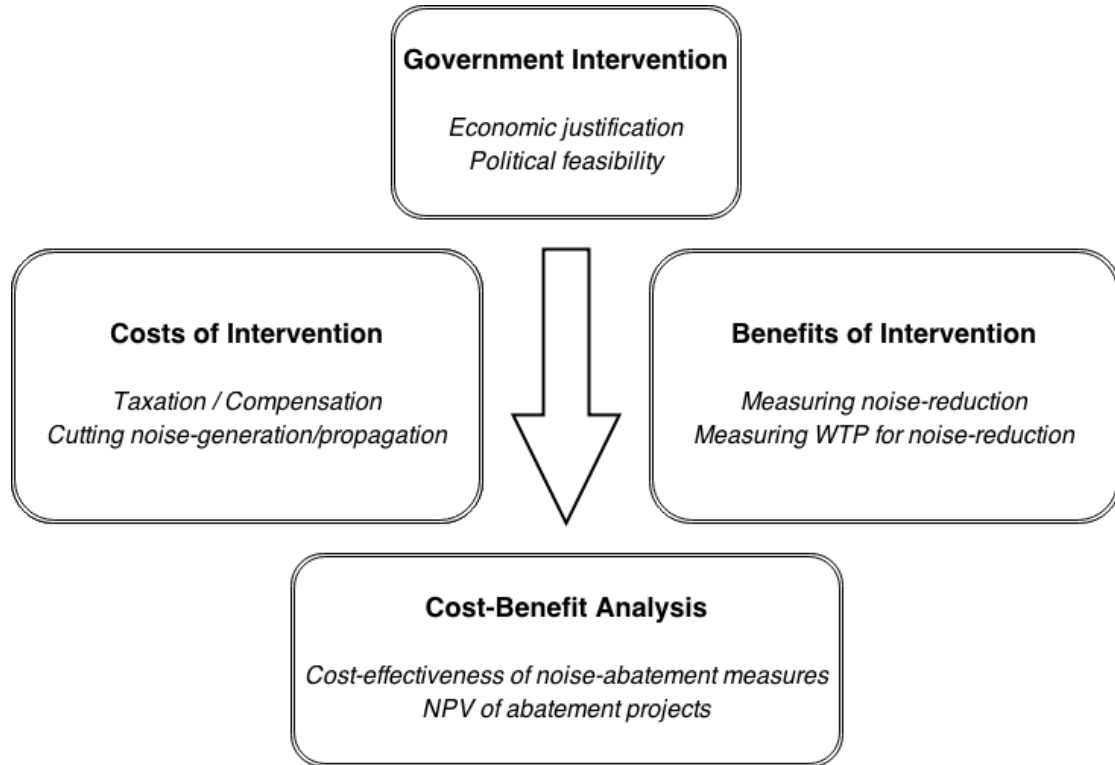 Government Intervention
Economic justification
Political feasibility
Costs of Intervention
Taxation / Compensation
Cutting noise-generation/propagation
Benefits of Intervention
Measuring noise-reduction
Measuring WTP for noise-reduction
Cost-Benefit Analysis
Cost-effectiveness of noise-abatement measures
NPV of abatement projects